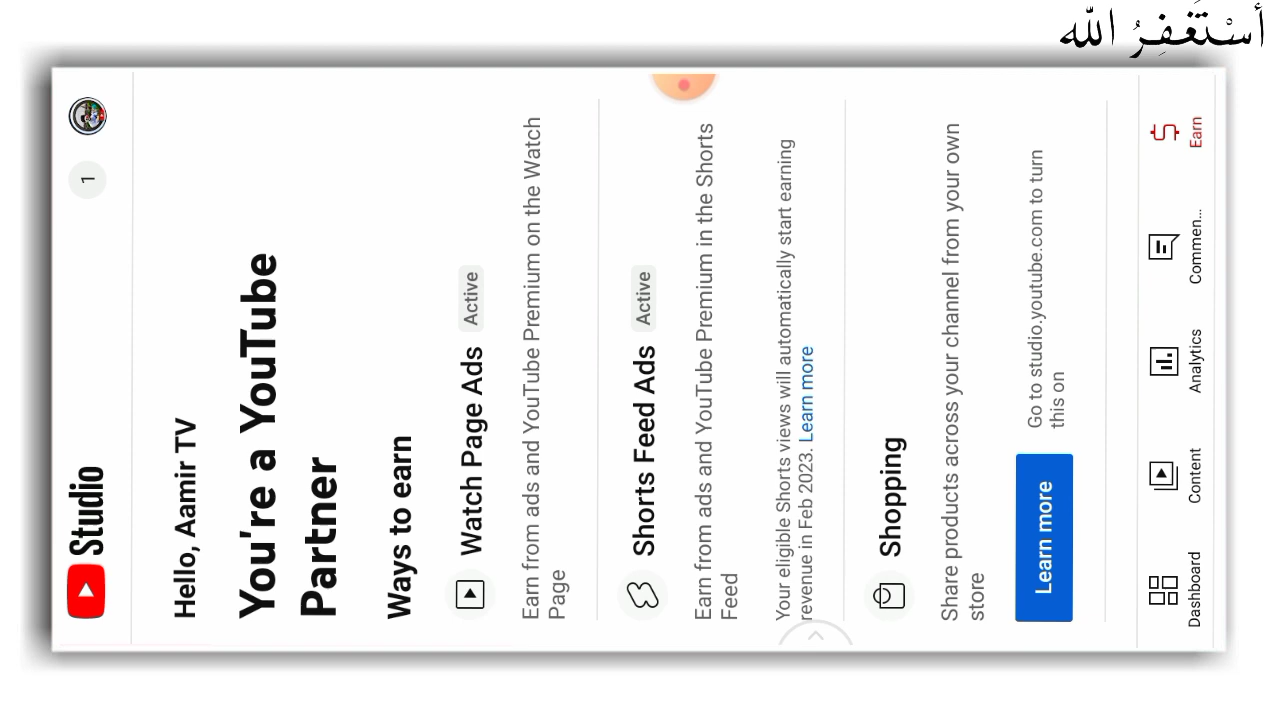 أَسْتَغْفِرُ الله
Studio
1
Hello, Aamir TV
You're a YouTube
Partner
Ways to earn
Watch Page Ads Active
Earn from ads and YouTube Premium on the Watch
Page
Shorts Feed Ads Active
Earn from ads and YouTube Premium in the Shorts
Feed
Your eligible Shorts views will automatically start earning
revenue in Feb 2023. Learn more
Shopping
Share products across your channel from your own
store
Learn more
Go to studio.youtube.com to turn
this on
Dashboard
Content
Analytics
Commen...
Earn